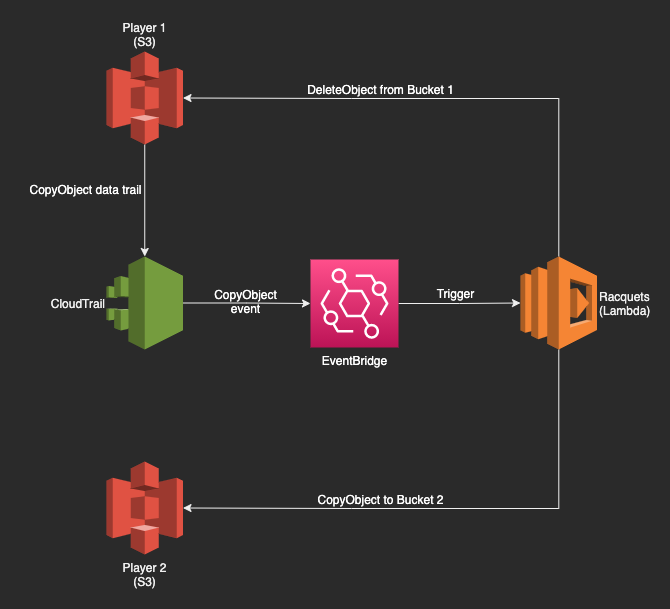 Player 1
(S3)
DeleteObject from Bucket 1
CopyObject data trail
CloudTrail
CopyObject
event
EventBridge
Trigger
Racquets
(Lambda)
CopyObject to Bucket 2
Player 2
(S3)